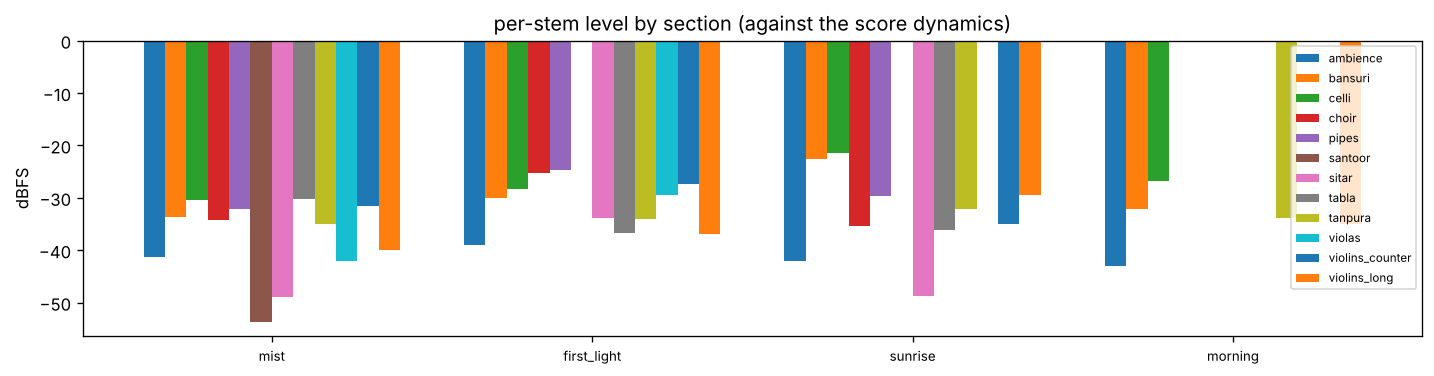 per-stem level by section (against the score dynamics)
dBFS
0
−10
−20
−30
−40
−50
mist
first_light
sunrise
morning
ambience
bansuri
celli
choir
pipes
santoor
sitar
tabla
tanpura
violas
violins_counter
violins_long